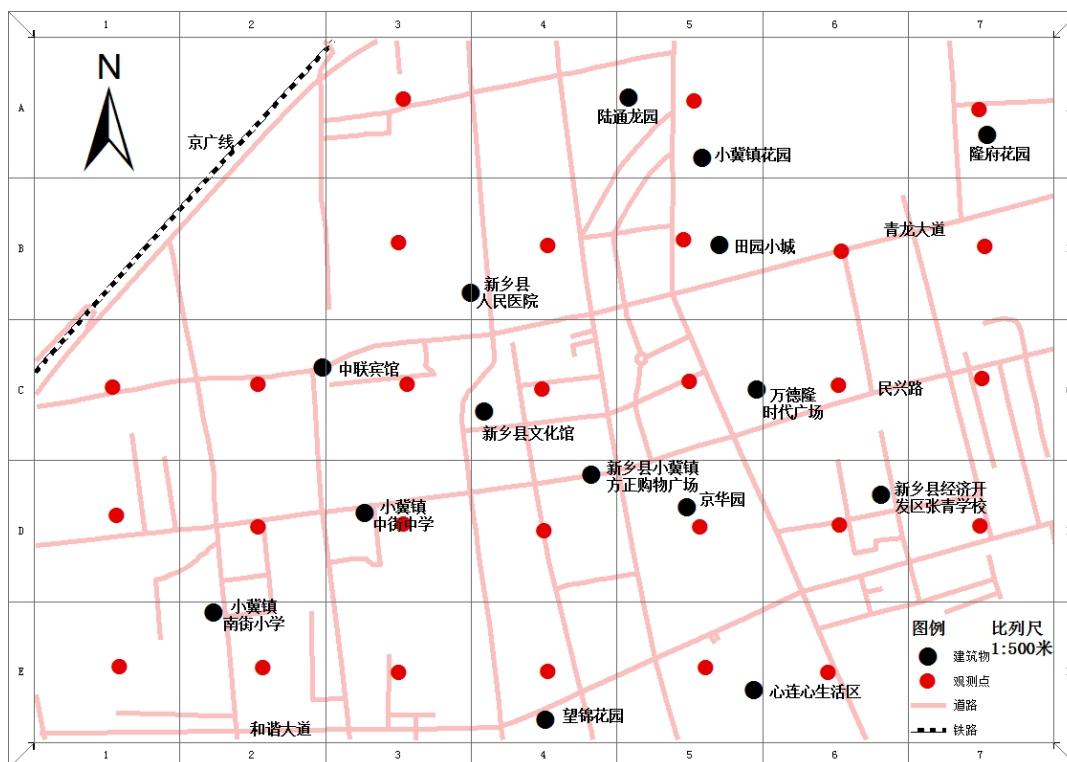 1 2 3 4 5 6 7
N
A
陆通龙园
京广线
小冀镇花园
隆府花园
青龙大道
B
田园小城
新乡县
人民医院
中联宾馆
C
民兴路
万德隆
时代广场
新乡县文化馆
新乡县小冀镇
方正购物广场
京华园
新乡县经济开
发区张青学校
小冀镇
中街中学
D
小冀镇
南街小学
图例
比列尺
1:500米
建筑物
观测点
道路
铁路
E
心连心生活区
望锦花园
和谐大道
1 2 3 4 5 6 7